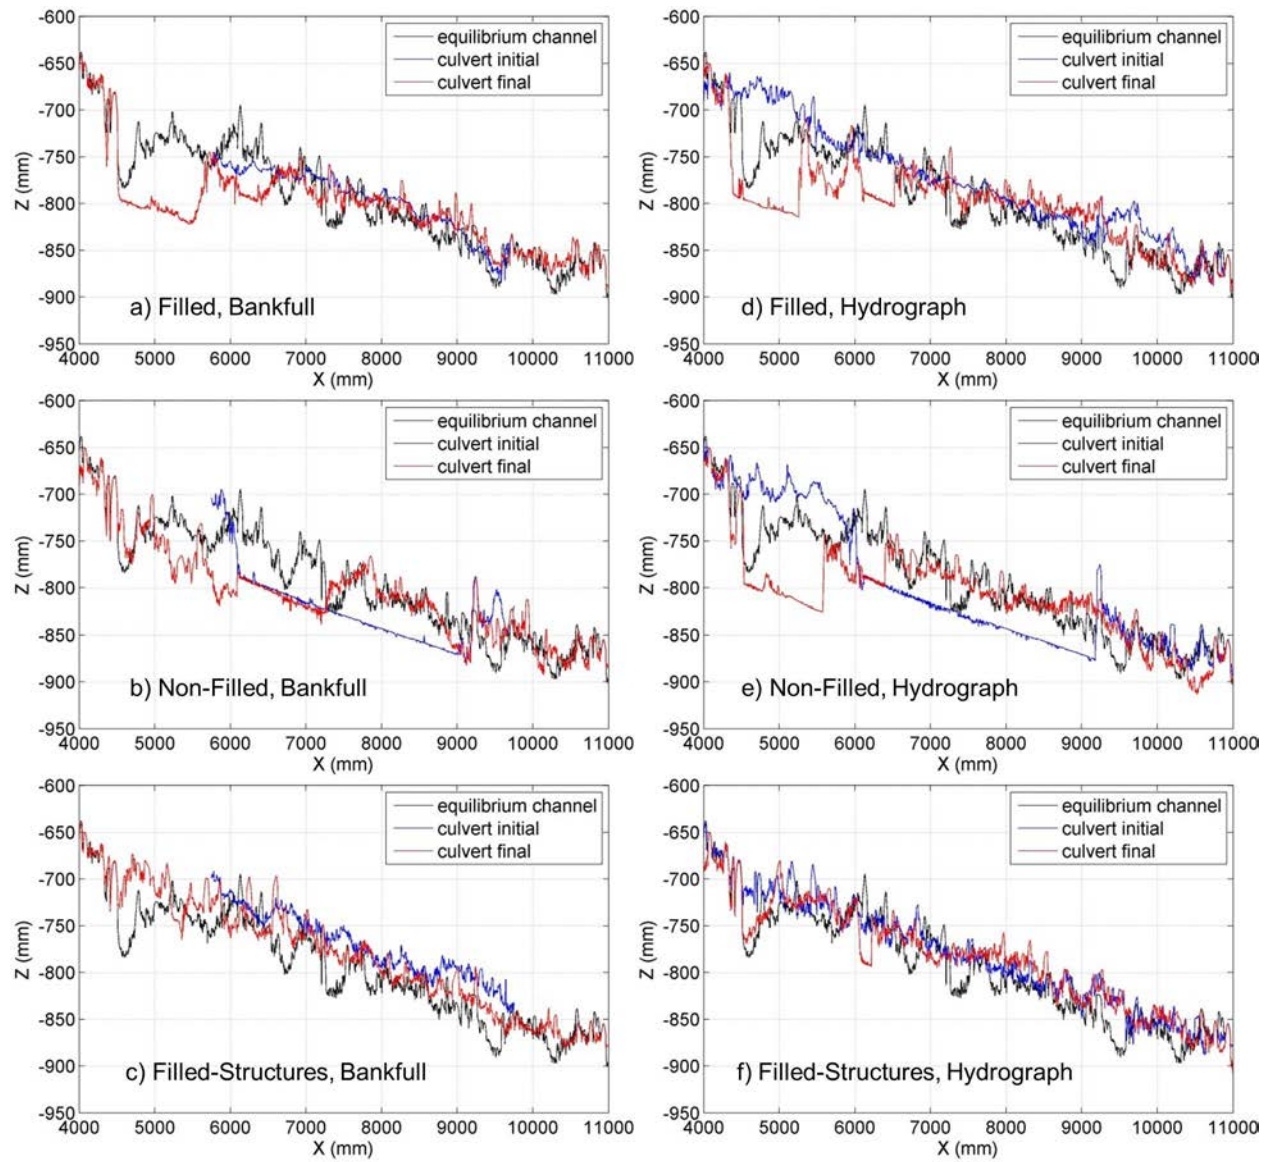 -600
-650
-700
-750
-800
-850
-900
-950
Z (mm)
equilibrium channel
culvert initial
culvert final
a) Filled, Bankfull
4000 5000 6000 7000 8000 9000 10000 11000
X (mm)
-600
-650
-700
-750
-800
-850
-900
-950
Z (mm)
equilibrium channel
culvert initial
culvert final
d) Filled, Hydrograph
4000 5000 6000 7000 8000 9000 10000 11000
X (mm)
-600
-650
-700
-750
-800
-850
-900
-950
Z (mm)
equilibrium channel
culvert initial
culvert final
b) Non-Filled, Bankfull
4000 5000 6000 7000 8000 9000 10000 11000
X (mm)
-600
-650
-700
-750
-800
-850
-900
-950
Z (mm)
equilibrium channel
culvert initial
culvert final
e) Non-Filled, Hydrograph
4000 5000 6000 7000 8000 9000 10000 11000
X (mm)
-600
-650
-700
-750
-800
-850
-900
-950
Z (mm)
equilibrium channel
culvert initial
culvert final
c) Filled-Structures, Bankfull
4000 5000 6000 7000 8000 9000 10000 11000
X (mm)
-600
-650
-700
-750
-800
-850
-900
-950
Z (mm)
equilibrium channel
culvert initial
culvert final
f) Filled-Structures, Hydrograph
4000 5000 6000 7000 8000 9000 10000 11000
X (mm)